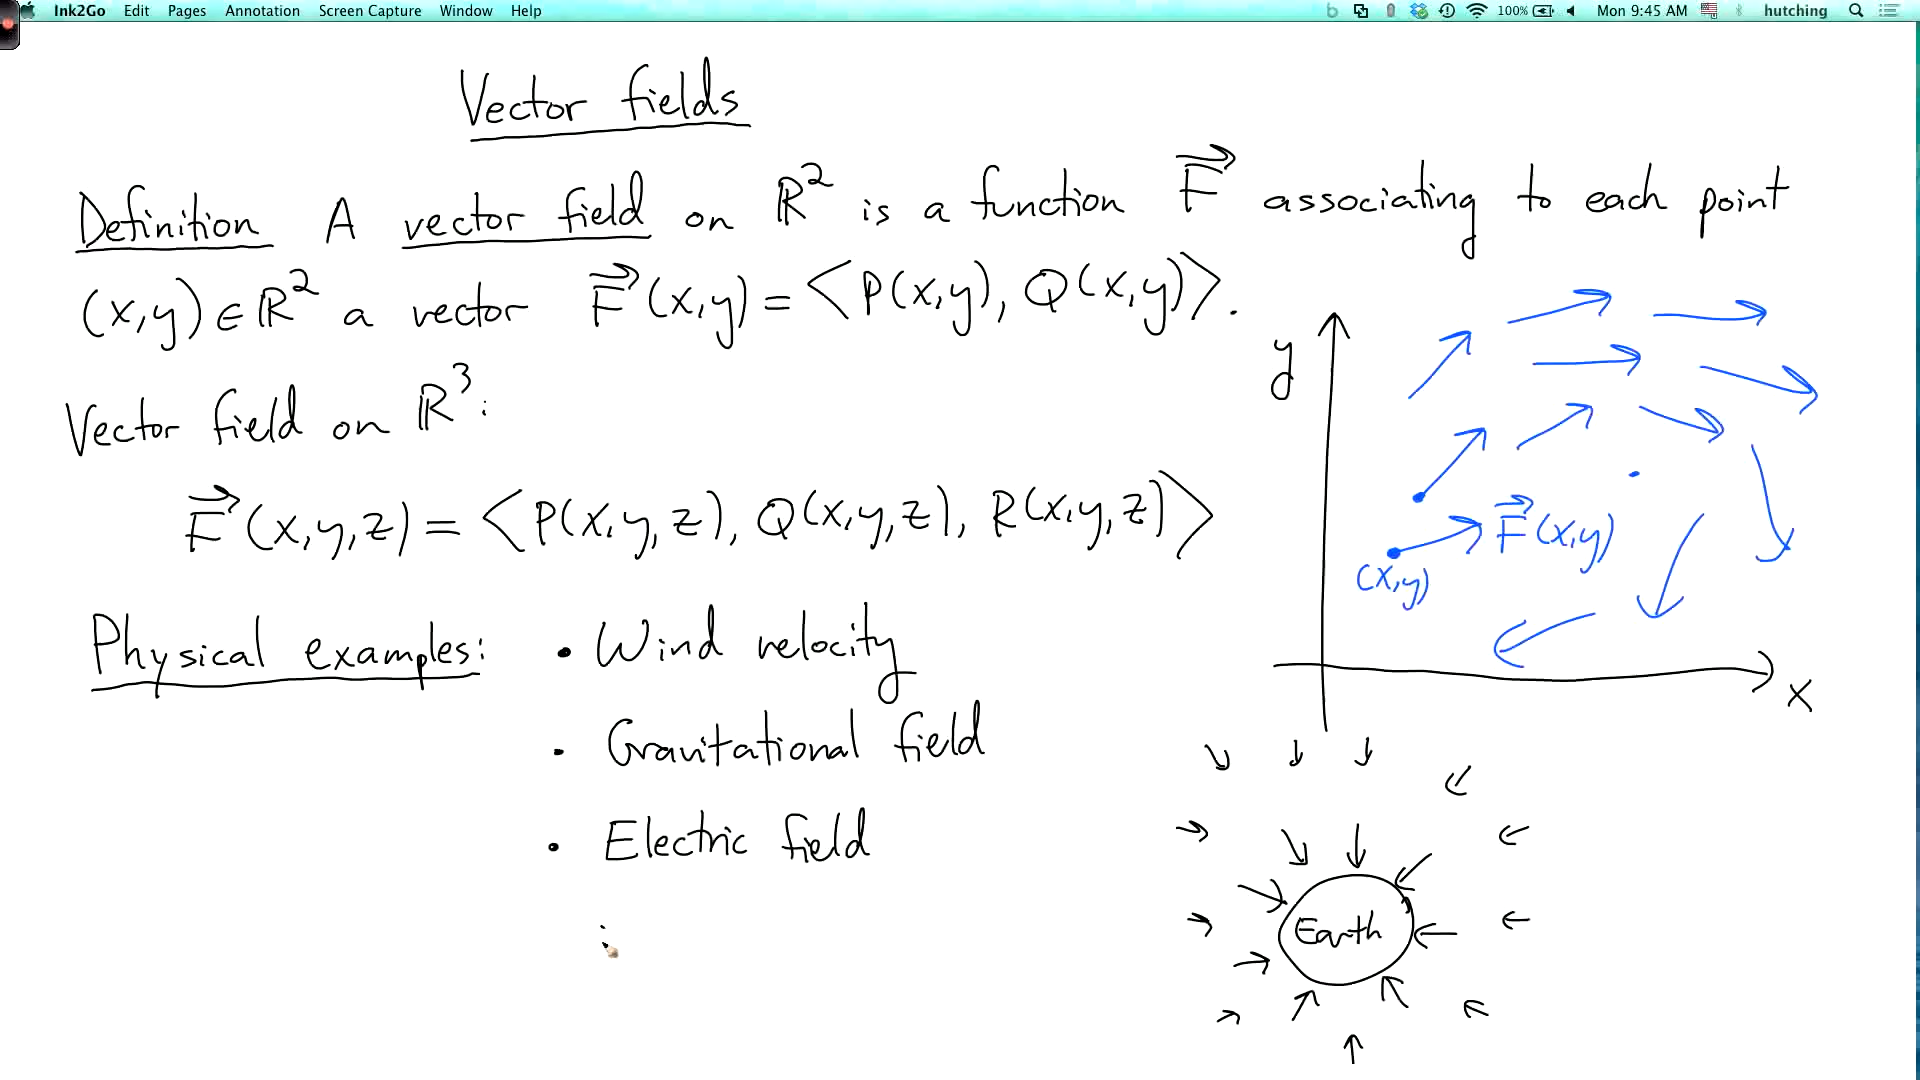 Ink2Go Edit Pages Annotation Screen Capture Window Help 100% Mon 9:45 AM hutching
Vector fields
Definition A vector field on ℝ² is a function F⃗ associating to each point
(x,y) ∈ ℝ² a vector F⃗(x,y) = ⟨P(x,y), Q(x,y)⟩.
Vector field on ℝ³:
F⃗(x,y,z) = ⟨P(x,y,z), Q(x,y,z), R(x,y,z)⟩
Physical examples: • Wind velocity
• Gravitational field
• Electric field
y
F⃗(x,y)
(x,y)
x
Earth